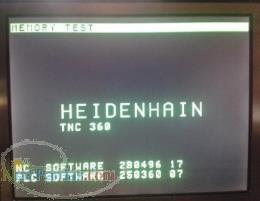 MEMORY TEST
HEIDENHAIN
TNC 360
NC SOFTWARE 280496 17
PLC SOFTWARE 250360 07